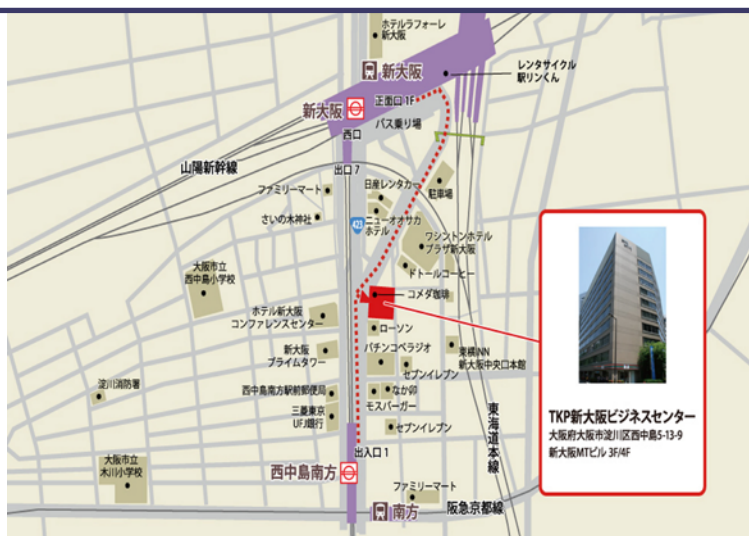 ホテルラフォーレ
新大阪
新大阪
レンタサイクル
駅リンくん
新大阪
正面口 1F
バス乗り場
西口
山陽新幹線
出口 7
日産レンタカー
駐車場
ファミリーマート
さいの木神社
423
ニューオオサカ
ホテル
ワシントンホテル
プラザ新大阪
大阪市立
西中島小学校
ドトールコーヒー
コメダ珈琲
ホテル新大阪
コンファレンスセンター
ローソン
新大阪
プライムタワー
パチンコベラジオ
東横INN
新大阪中央口本館
セブンイレブン
淀川消防署
西中島南方駅前郵便局
なか卯
モスバーガー
三菱東京
UFJ銀行
セブンイレブン
東海道本線
出入口 1
大阪市立
木川小学校
西中島南方
ファミリーマート
南方
阪急京都線
TKP新大阪ビジネスセンター
大阪府大阪市淀川区西中島5-13-9
新大阪MTビル 3F/4F